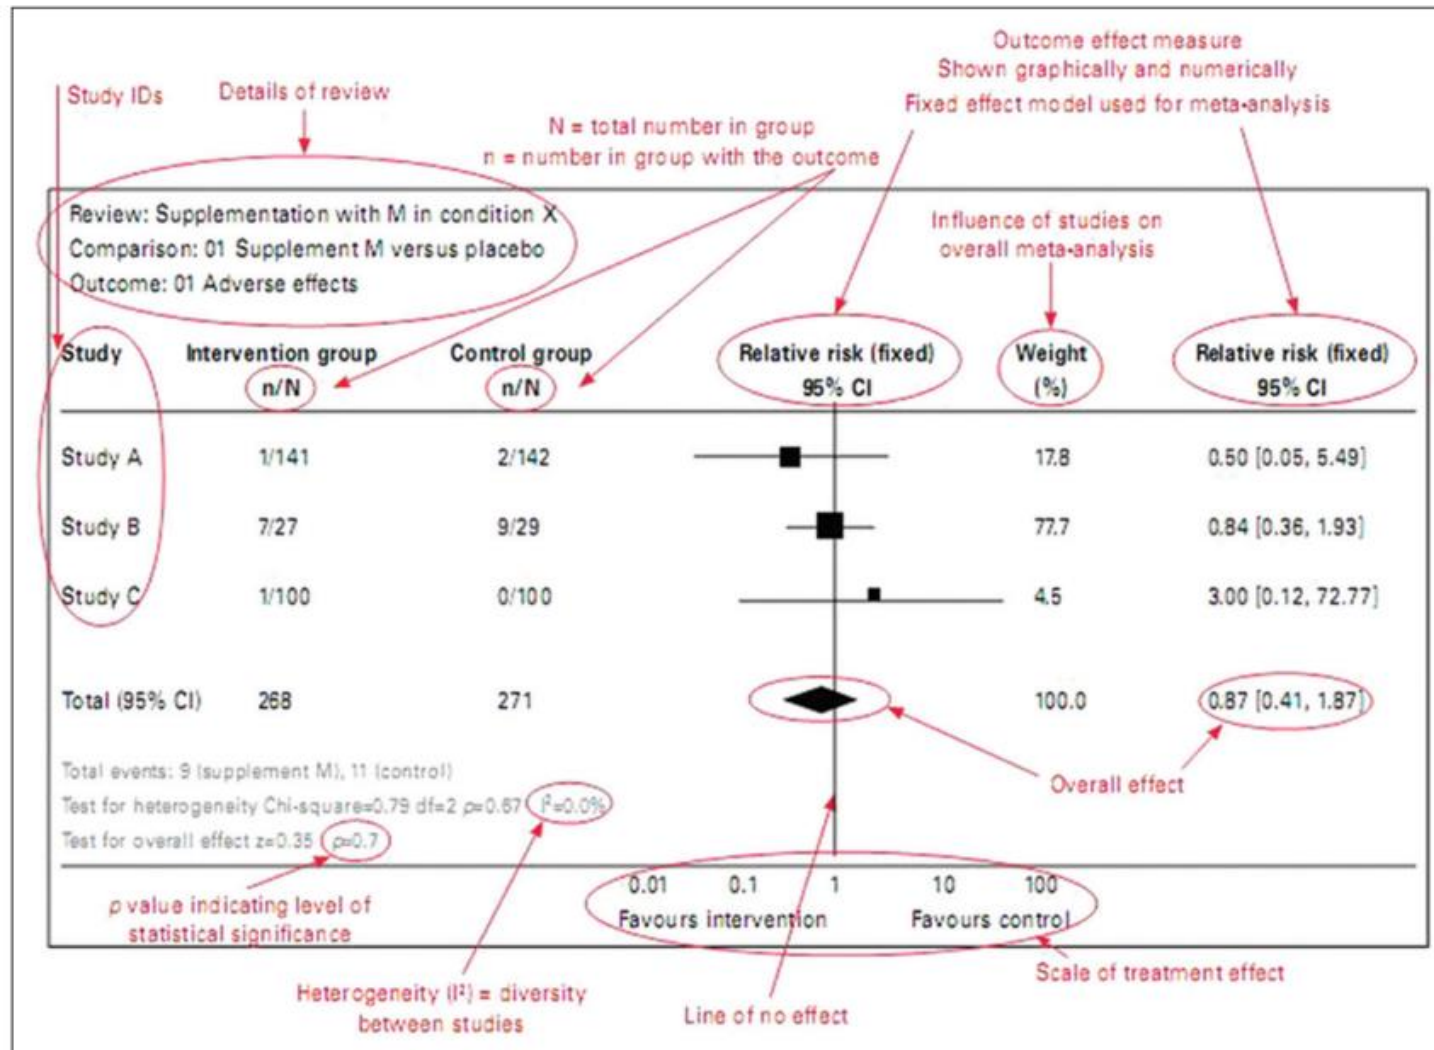 Outcome effect measure
Shown graphically and numerically
Fixed effect model used for meta-analysis
Study IDs
Details of review
N = total number in group
n = number in group with the outcome
Influence of studies on
overall meta-analysis
Review: Supplementation with M in condition X
Comparison: 01 Supplement M versus placebo
Outcome: 01 Adverse effects
Study Intervention group Control group Relative risk (fixed) Weight Relative risk (fixed)
n/N n/N 95% CI (%) 95% CI
Study A 1/141 2/142 17.8 0.50 [0.05, 5.49]
Study B 7/27 9/29 77.7 0.84 [0.36, 1.93]
Study C 1/100 0/100 4.5 3.00 [0.12, 72.77]
Total (95% CI) 268 271 100.0 0.87 [0.41, 1.87]
Total events: 9 (supplement M), 11 (control)
Test for heterogeneity Chi-square=0.79 df=2 p=0.67 I²=0.0%
Test for overall effect z=0.35 p=0.7
Overall effect
0.01 0.1 1 10 100
Favours intervention Favours control
p value indicating level of
statistical significance
Scale of treatment effect
Heterogeneity (I²) = diversity
between studies
Line of no effect